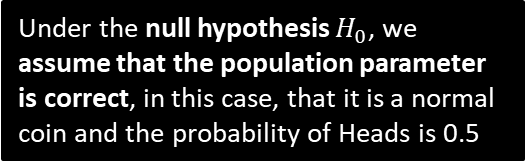 Under the null hypothesis H₀, we
assume that the population parameter
is correct, in this case, that it is a normal
coin and the probability of Heads is 0.5